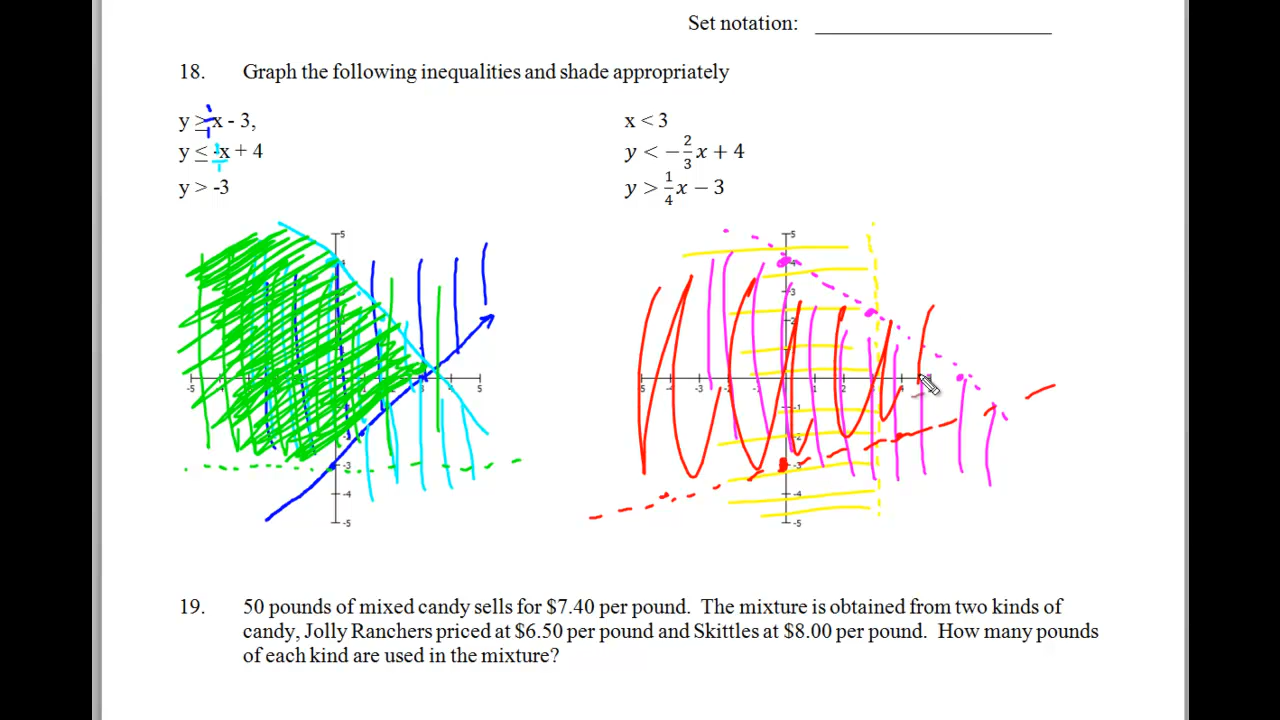 Set notation:
18. Graph the following inequalities and shade appropriately
y ≥ x - 3,
y ≤ -x + 4
y > -3
x < 3
y < -2/3 x + 4
y > 1/4 x - 3
19. 50 pounds of mixed candy sells for $7.40 per pound. The mixture is obtained from two kinds of
candy, Jolly Ranchers priced at $6.50 per pound and Skittles at $8.00 per pound. How many pounds
of each kind are used in the mixture?